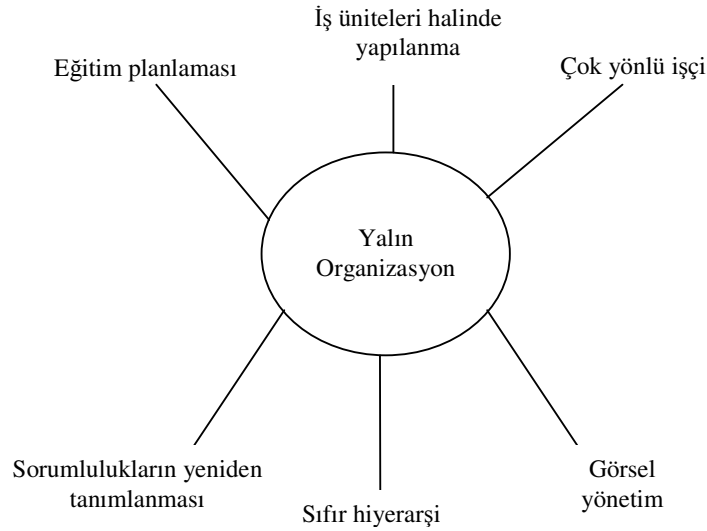 İş üniteleri halinde
yapılanma
Eğitim planlaması
Çok yönlü işçi
Yalın
Organizasyon
Sorumlulukların yeniden
tanımlanması
Sıfır hiyerarşi
Görsel
yönetim